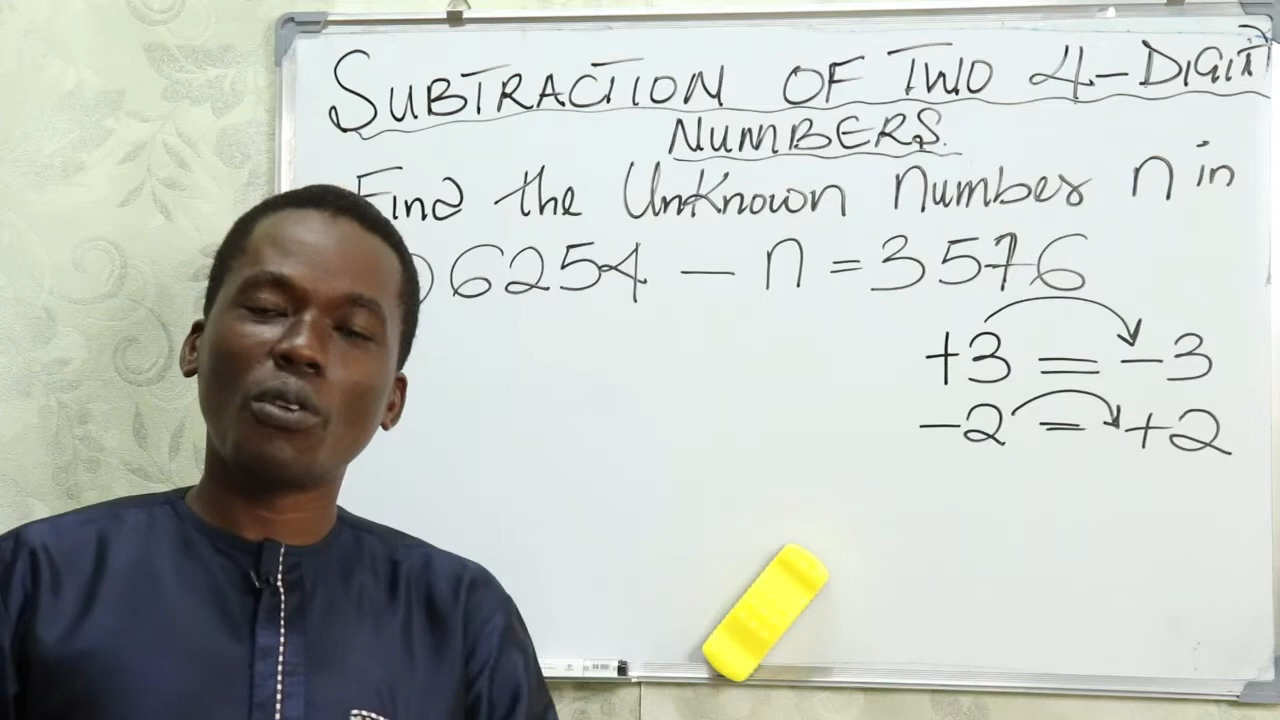 SUBTRACTION OF TWO 4-DIGIT
NUMBERS.
Find the Unknown Number n in
) 6254 - n = 3576
+3 = -3
-2 = +2